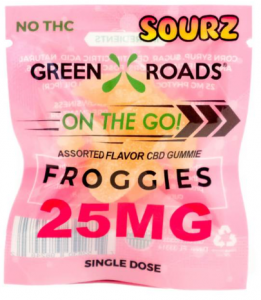 NO THC
SOURZ
GREEN ROADS®
ON THE GO!
ASSORTED FLAVOR CBD GUMMIE
FROGGIES
25MG
SINGLE DOSE